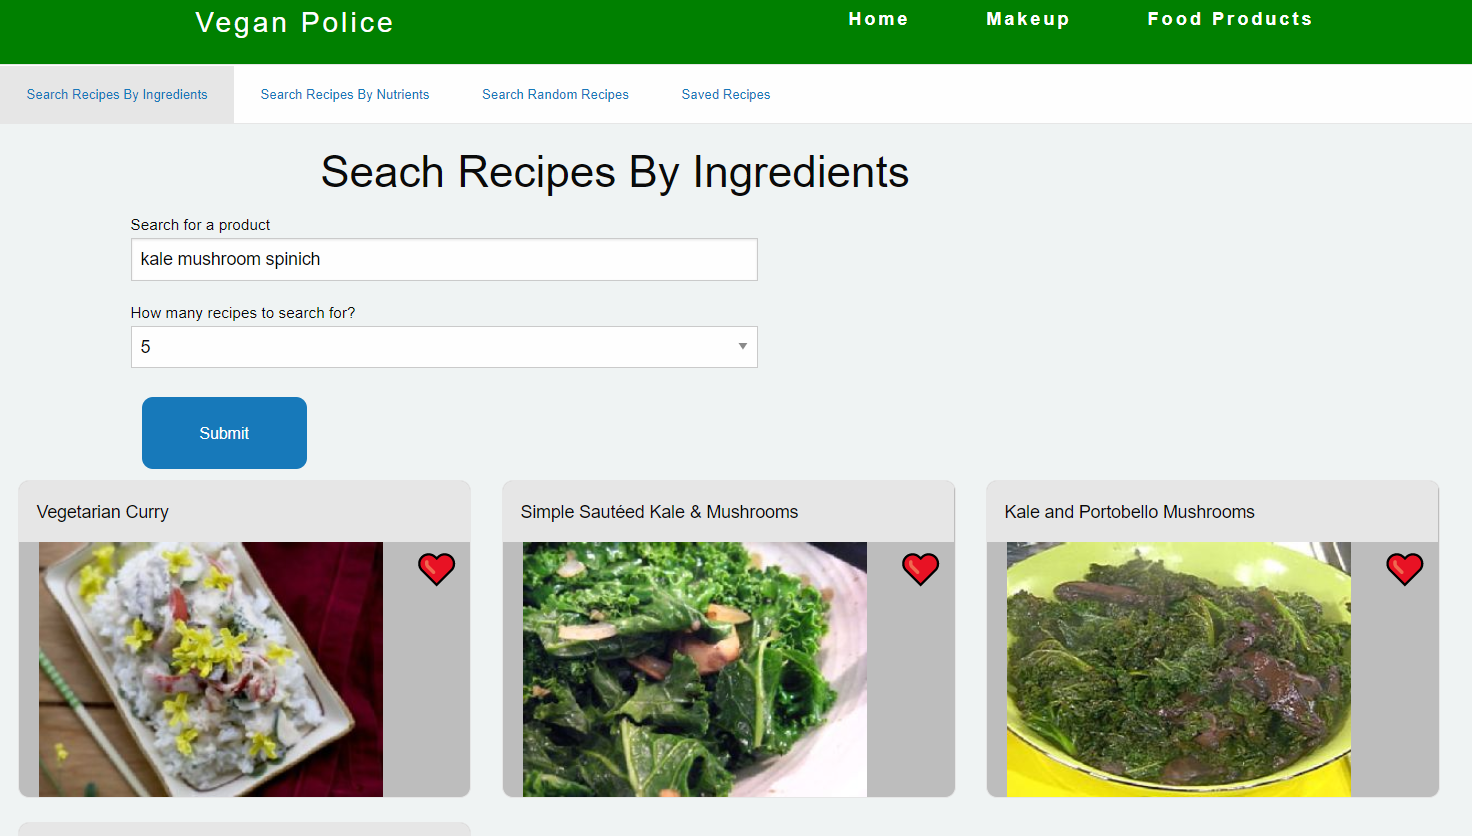 Vegan Police
Home Makeup Food Products
Search Recipes By Ingredients Search Recipes By Nutrients Search Random Recipes Saved Recipes
Seach Recipes By Ingredients
Search for a product
kale mushroom spinich
How many recipes to search for?
5
Submit
Vegetarian Curry
Simple Sautéed Kale & Mushrooms
Kale and Portobello Mushrooms